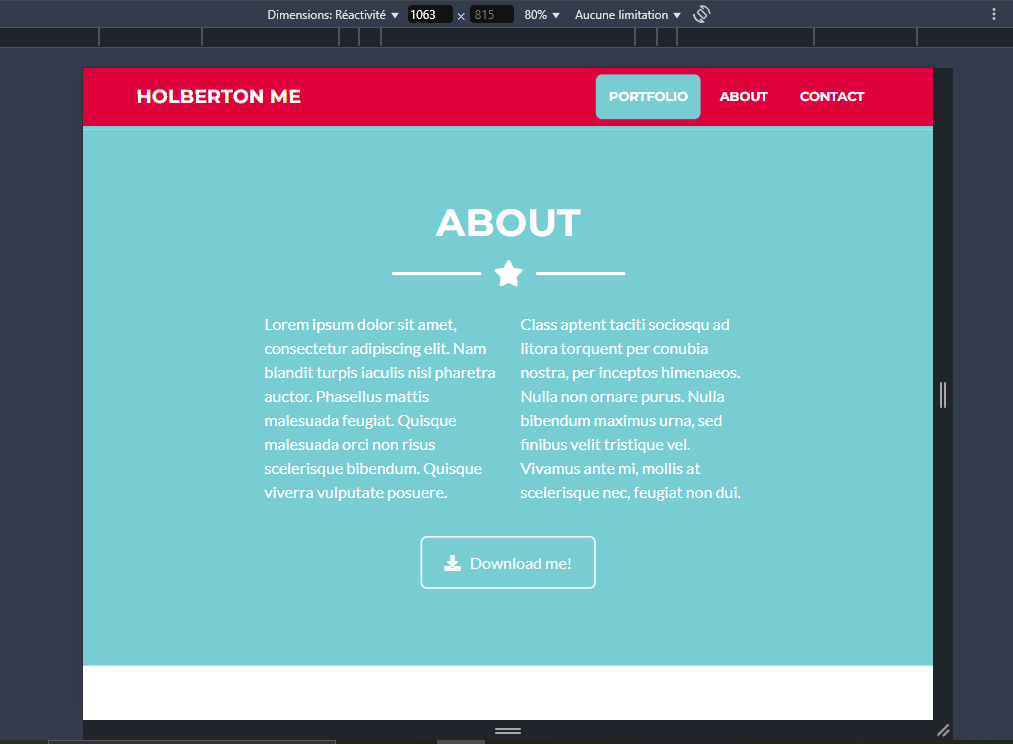 Dimensions: Réactivité 1063 × 815 80% Aucune limitation
HOLBERTON ME PORTFOLIO ABOUT CONTACT
ABOUT
Lorem ipsum dolor sit amet,
consectetur adipiscing elit. Nam
blandit turpis iaculis nisl pharetra
auctor. Phasellus mattis
malesuada feugiat. Quisque
malesuada orci non risus
scelerisque bibendum. Quisque
viverra vulputate posuere.
Class aptent taciti sociosqu ad
litora torquent per conubia
nostra, per inceptos himenaeos.
Nulla non ornare purus. Nulla
bibendum maximus urna, sed
finibus velit tristique vel.
Vivamus ante mi, mollis at
scelerisque nec, feugiat non dui.
Download me!